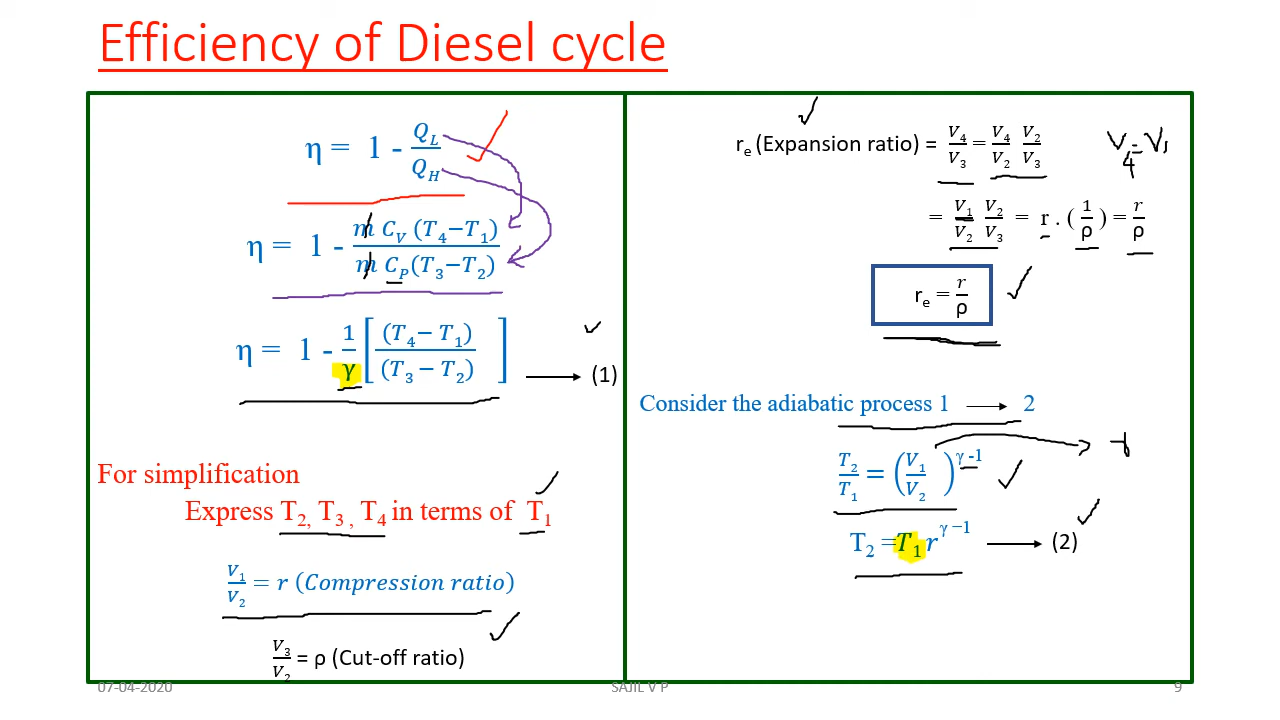 Efficiency of Diesel cycle
η = 1 - Q_L/Q_H
η = 1 - m C_V (T_4−T_1)/m C_P(T_3−T_2)
η = 1 - 1/γ [(T_4− T_1)/(T_3 − T_2)] → (1)
For simplification
Express T_2, T_3 , T_4 in terms of T_1
V_1/V_2 = r (Compression ratio)
V_3/V_2 = ρ (Cut-off ratio)
r_e (Expansion ratio) = V_4/V_3 = V_4/V_2 V_2/V_3
V_4 = V_1
= V_1/V_2 V_2/V_3 = r . (1/ρ) = r/ρ
r_e = r/ρ
Consider the adiabatic process 1 → 2
T_2/T_1 = (V_1/V_2)^γ -1
T_2 = T_1 r^γ −1 → (2)
07-04-2020 SAJIL V P 9